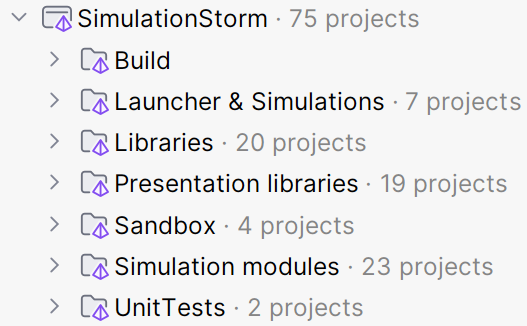 SimulationStorm · 75 projects
Build
Launcher & Simulations · 7 projects
Libraries · 20 projects
Presentation libraries · 19 projects
Sandbox · 4 projects
Simulation modules · 23 projects
UnitTests · 2 projects